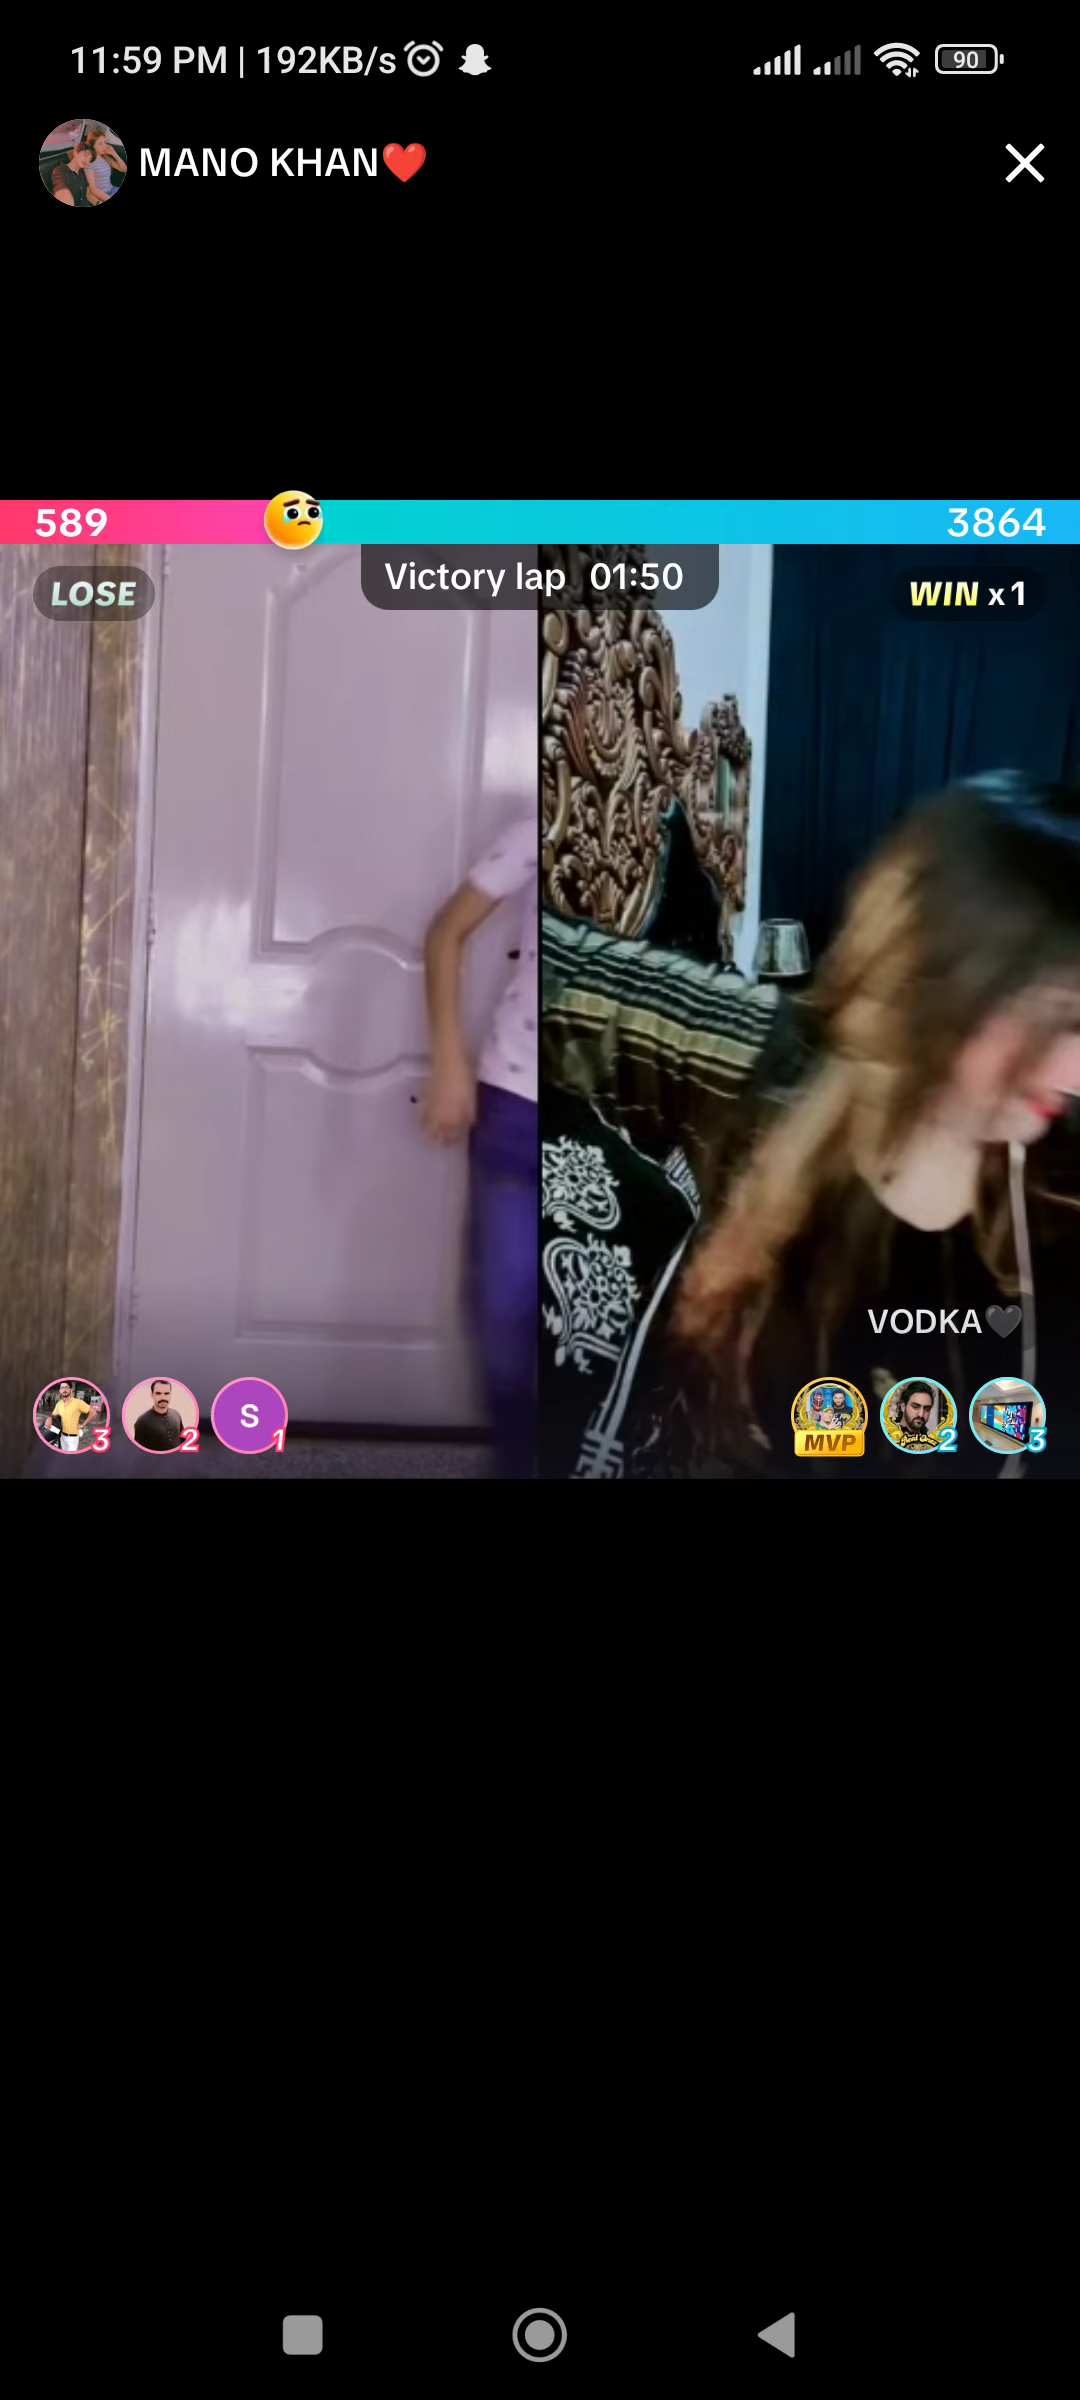 11:59 PM | 192KB/s
90
MANO KHAN❤️
589
3864
LOSE
Victory lap 01:50
WIN x 1
VODKA🖤
3
2
S
1
MVP
2
3